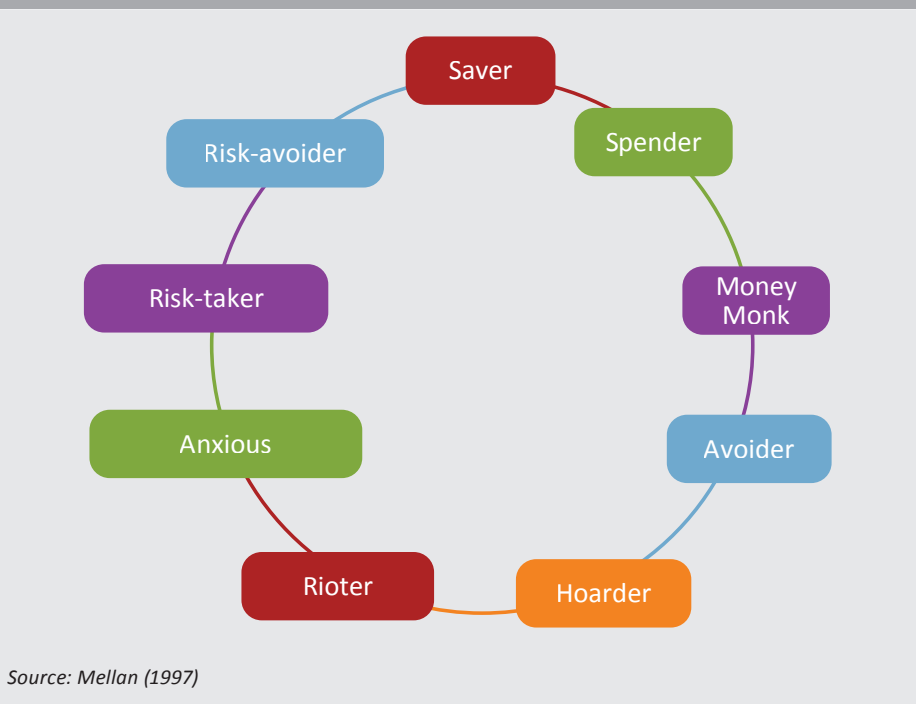 Saver
Spender
Money
Monk
Avoider
Hoarder
Rioter
Anxious
Risk-taker
Risk-avoider
Source: Mellan (1997)